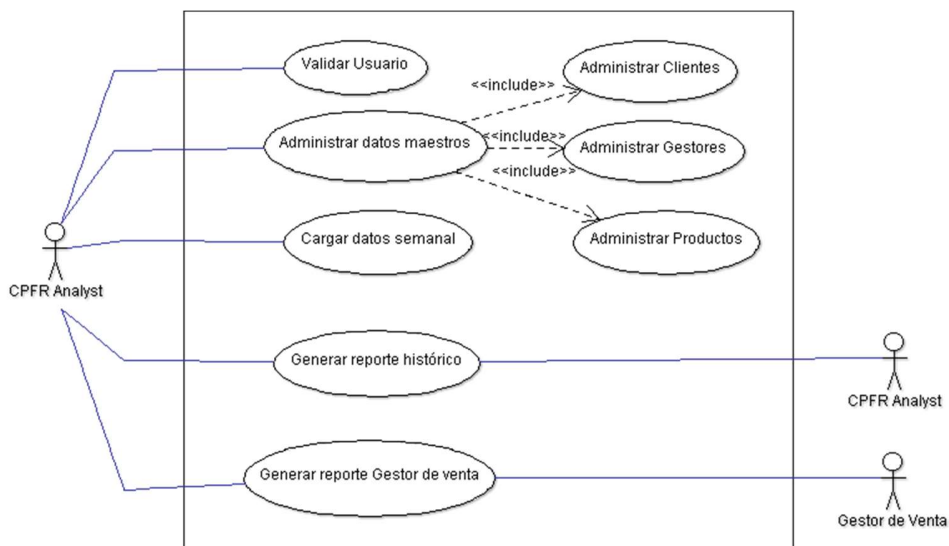 Validar Usuario
Administrar Clientes
<<include>>
Administrar datos maestros
<<include>>
Administrar Gestores
<<include>>
Cargar datos semanal
Administrar Productos
CPFR Analyst
Generar reporte histórico
CPFR Analyst
Generar reporte Gestor de venta
Gestor de Venta